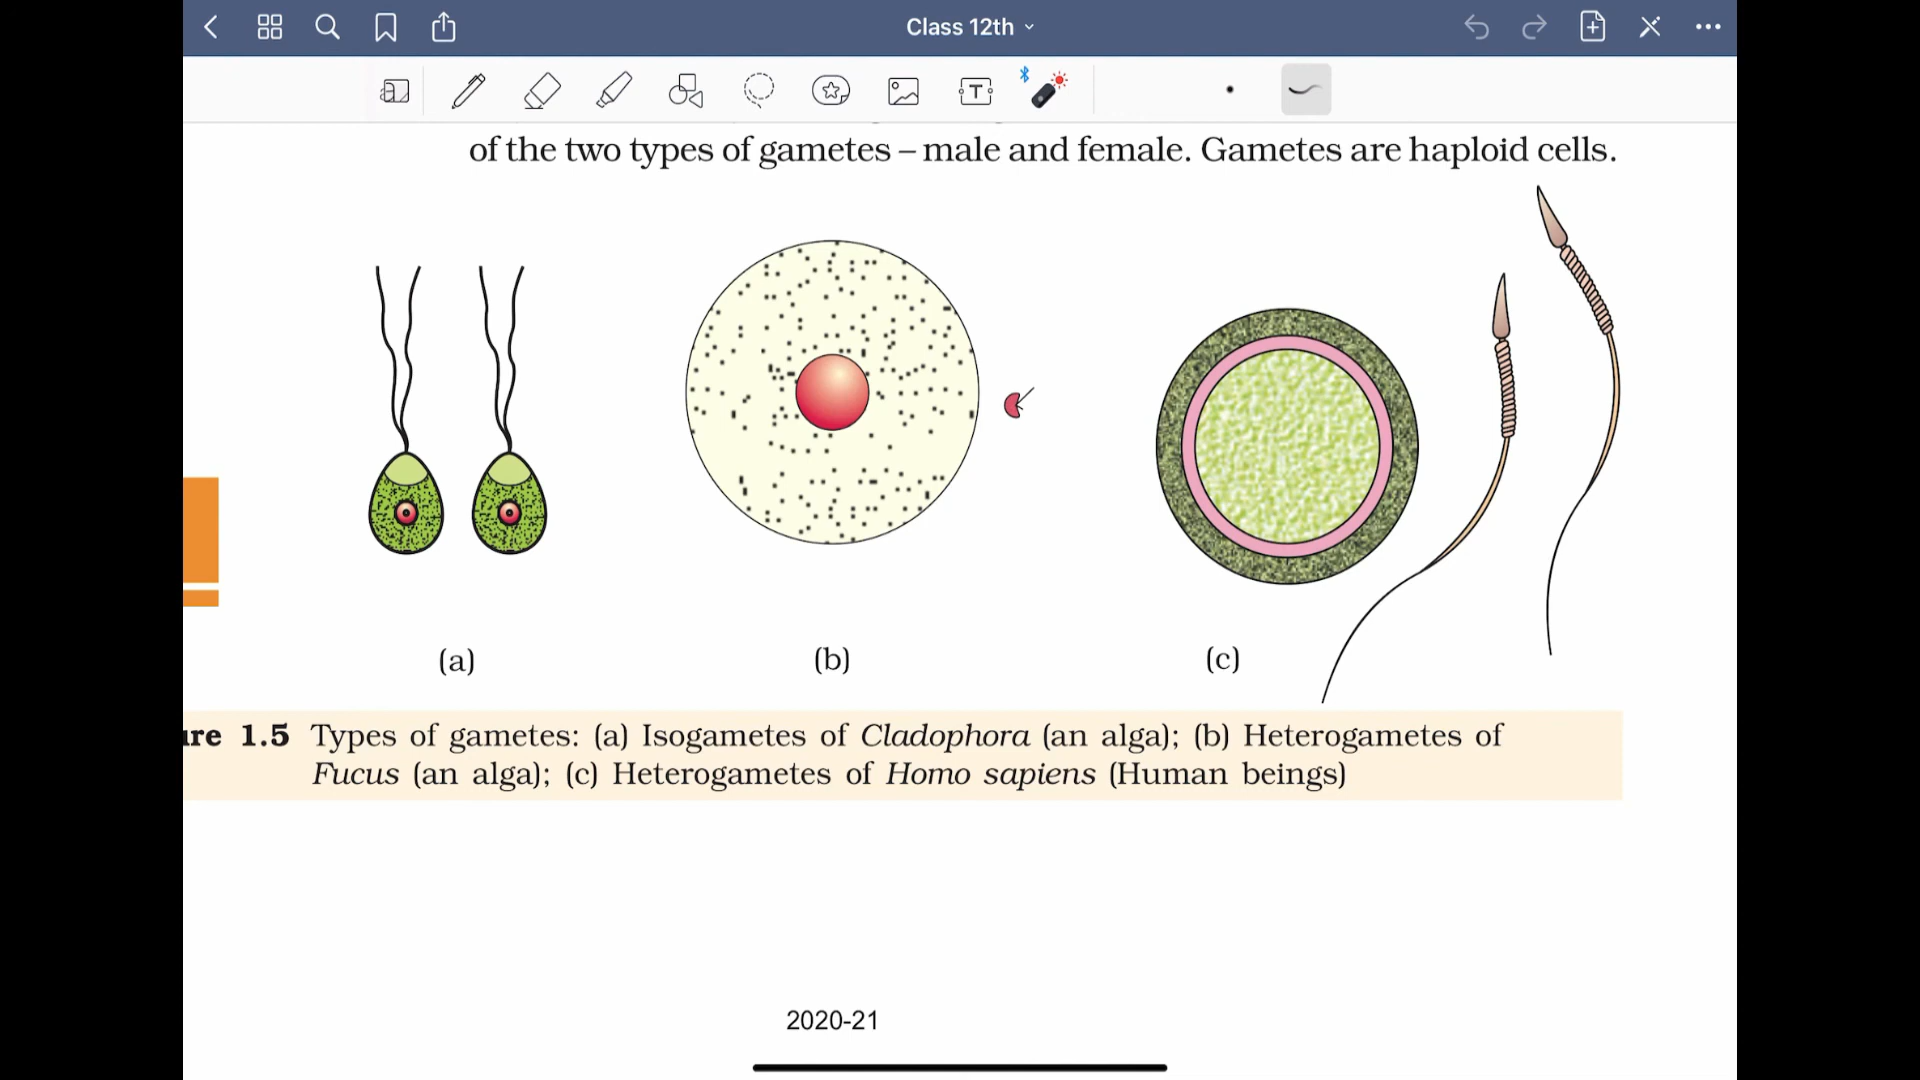 Class 12th
T
of the two types of gametes – male and female. Gametes are haploid cells.
(a) (b) (c)
ure 1.5 Types of gametes: (a) Isogametes of Cladophora (an alga); (b) Heterogametes of
Fucus (an alga); (c) Heterogametes of Homo sapiens (Human beings)
2020-21